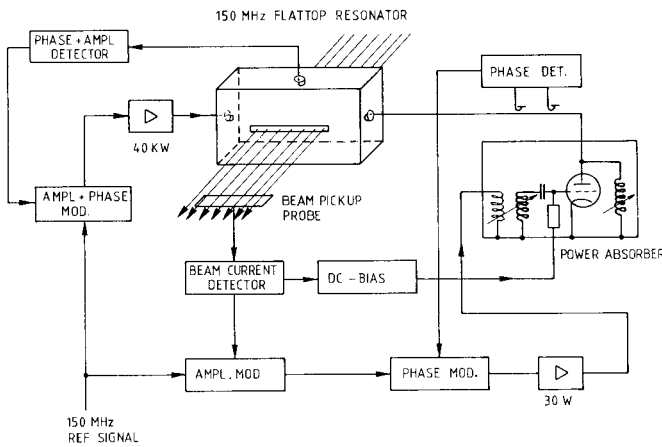 150 MHz FLATTOP RESONATOR
PHASE + AMPL
DETECTOR
PHASE DET.
40 KW
AMPL + PHASE
MOD.
BEAM PICKUP
PROBE
POWER ABSORBER
BEAM CURRENT
DETECTOR
DC - BIAS
AMPL. MOD
PHASE MOD.
30 W
150 MHz
REF SIGNAL